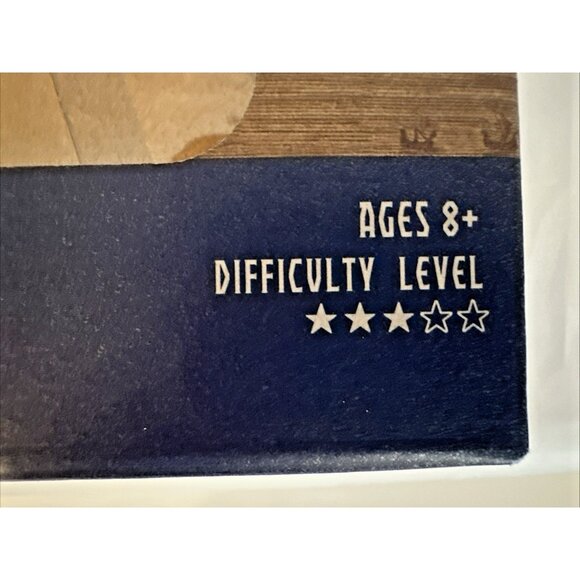 AGES 8+
DIFFICULTY LEVEL
★★★☆☆